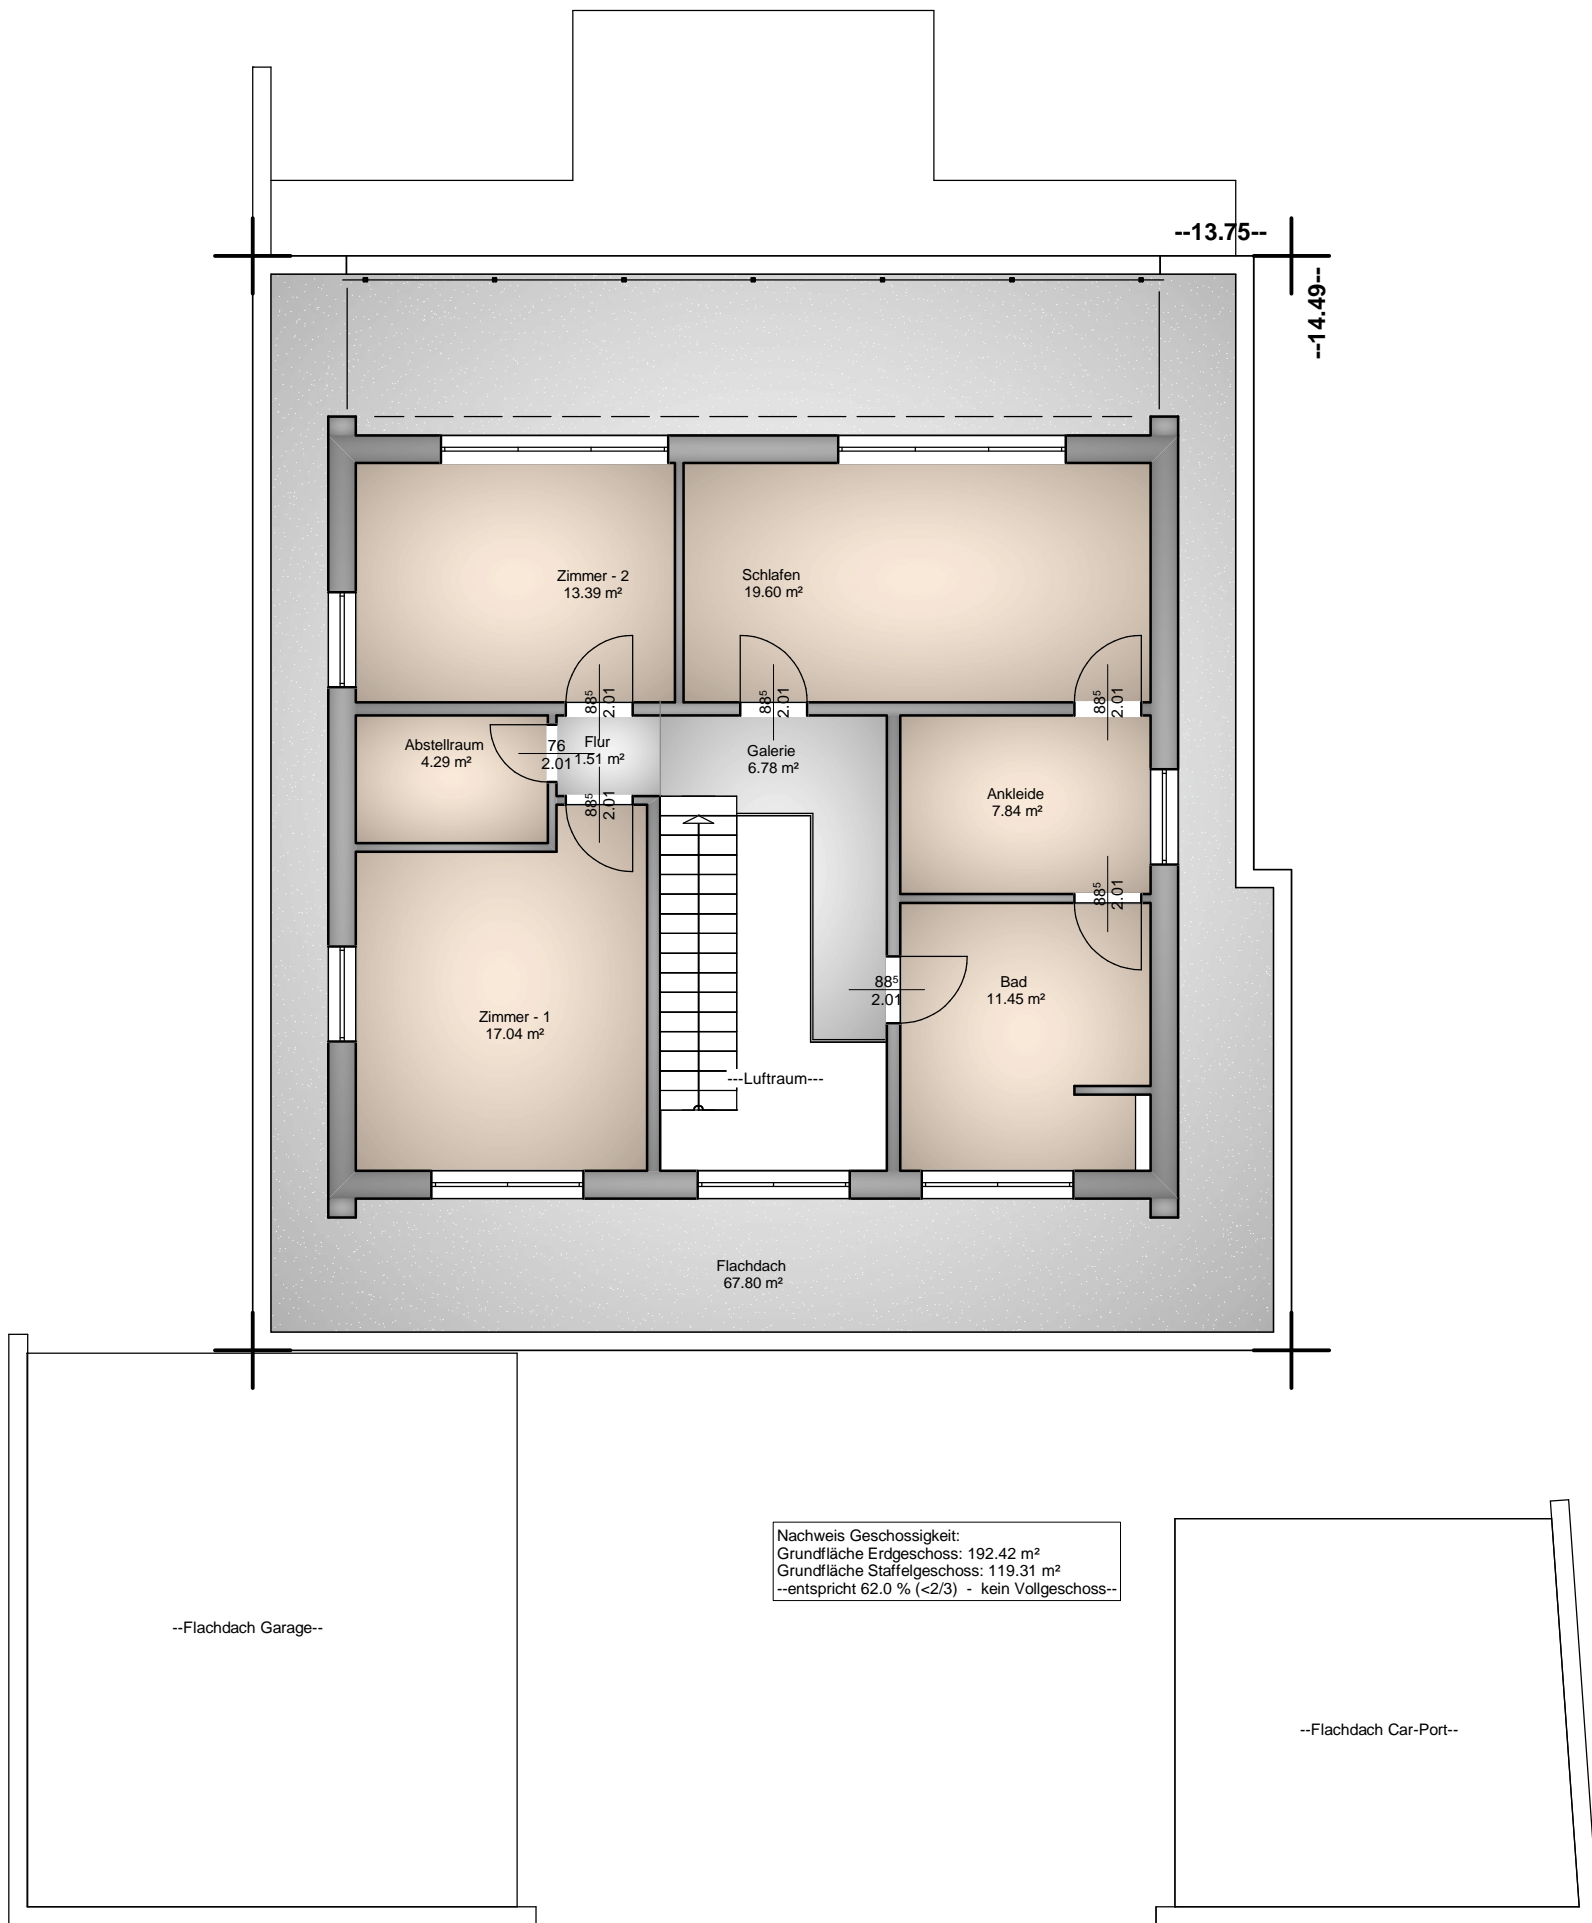 --13.75--
--14.49--
Zimmer - 2
13.39 m²
Schlafen
19.60 m²
88⁵
2.01
88⁵
2.01
88⁵
2.01
Abstellraum
4.29 m²
76
2.01
Flur
1.51 m²
Galerie
6.78 m²
88⁵
2.01
Ankleide
7.84 m²
88⁵
2.01
88⁵
2.01
Bad
11.45 m²
Zimmer - 1
17.04 m²
---Luftraum---
Flachdach
67.80 m²
Nachweis Geschossigkeit:
Grundfläche Erdgeschoss: 192.42 m²
Grundfläche Staffelgeschoss: 119.31 m²
--entspricht 62.0 % (<2/3)  -  kein Vollgeschoss--
--Flachdach Garage--
--Flachdach Car-Port--